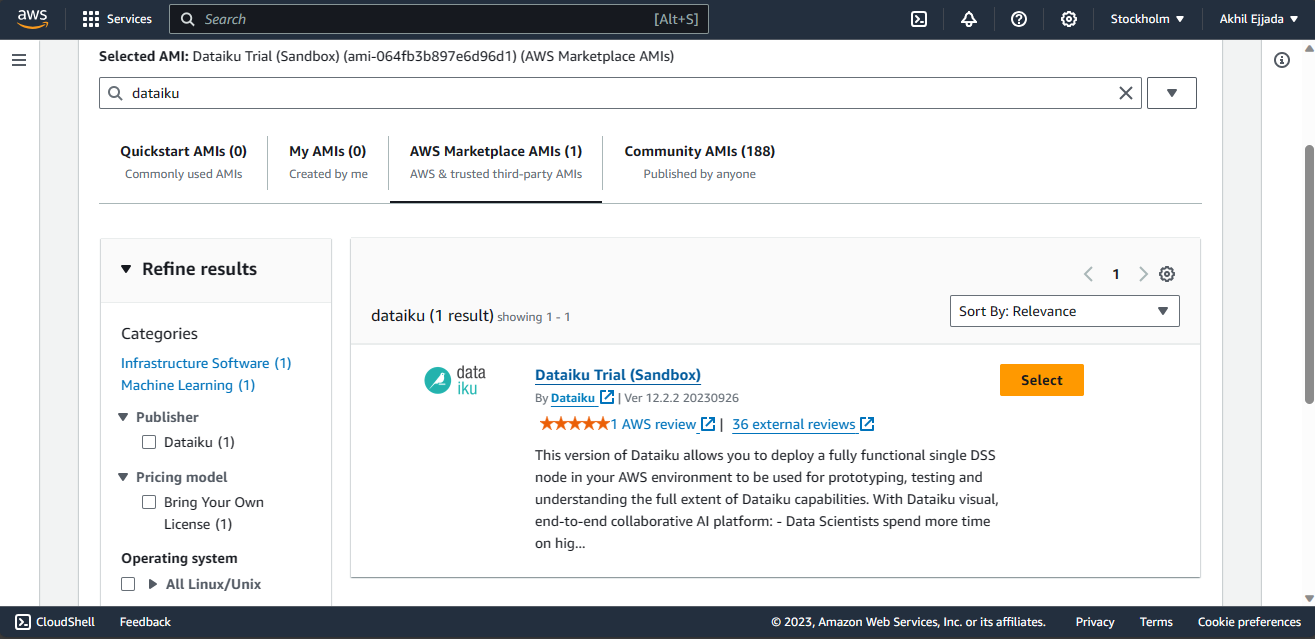 aws
Services
Search
[Alt+S]
Stockholm
Akhil Ejjada
Selected AMI: Dataiku Trial (Sandbox) (ami-064fb3b897e6d96d1) (AWS Marketplace AMIs)
dataiku
Quickstart AMIs (0)
Commonly used AMIs
My AMIs (0)
Created by me
AWS Marketplace AMIs (1)
AWS & trusted third-party AMIs
Community AMIs (188)
Published by anyone
Refine results
Categories
Infrastructure Software (1)
Machine Learning (1)
Publisher
Dataiku (1)
Pricing model
Bring Your Own
License (1)
Operating system
All Linux/Unix
1
dataiku (1 result) showing 1 - 1
Sort By: Relevance
data
iku
Dataiku Trial (Sandbox)
By Dataiku | Ver 12.2.2 20230926
1 AWS review | 36 external reviews
Select
This version of Dataiku allows you to deploy a fully functional single DSS
node in your AWS environment to be used for prototyping, testing and
understanding the full extent of Dataiku capabilities. With Dataiku visual,
end-to-end collaborative AI platform: - Data Scientists spend more time
on hig...
CloudShell
Feedback
© 2023, Amazon Web Services, Inc. or its affiliates.
Privacy
Terms
Cookie preferences